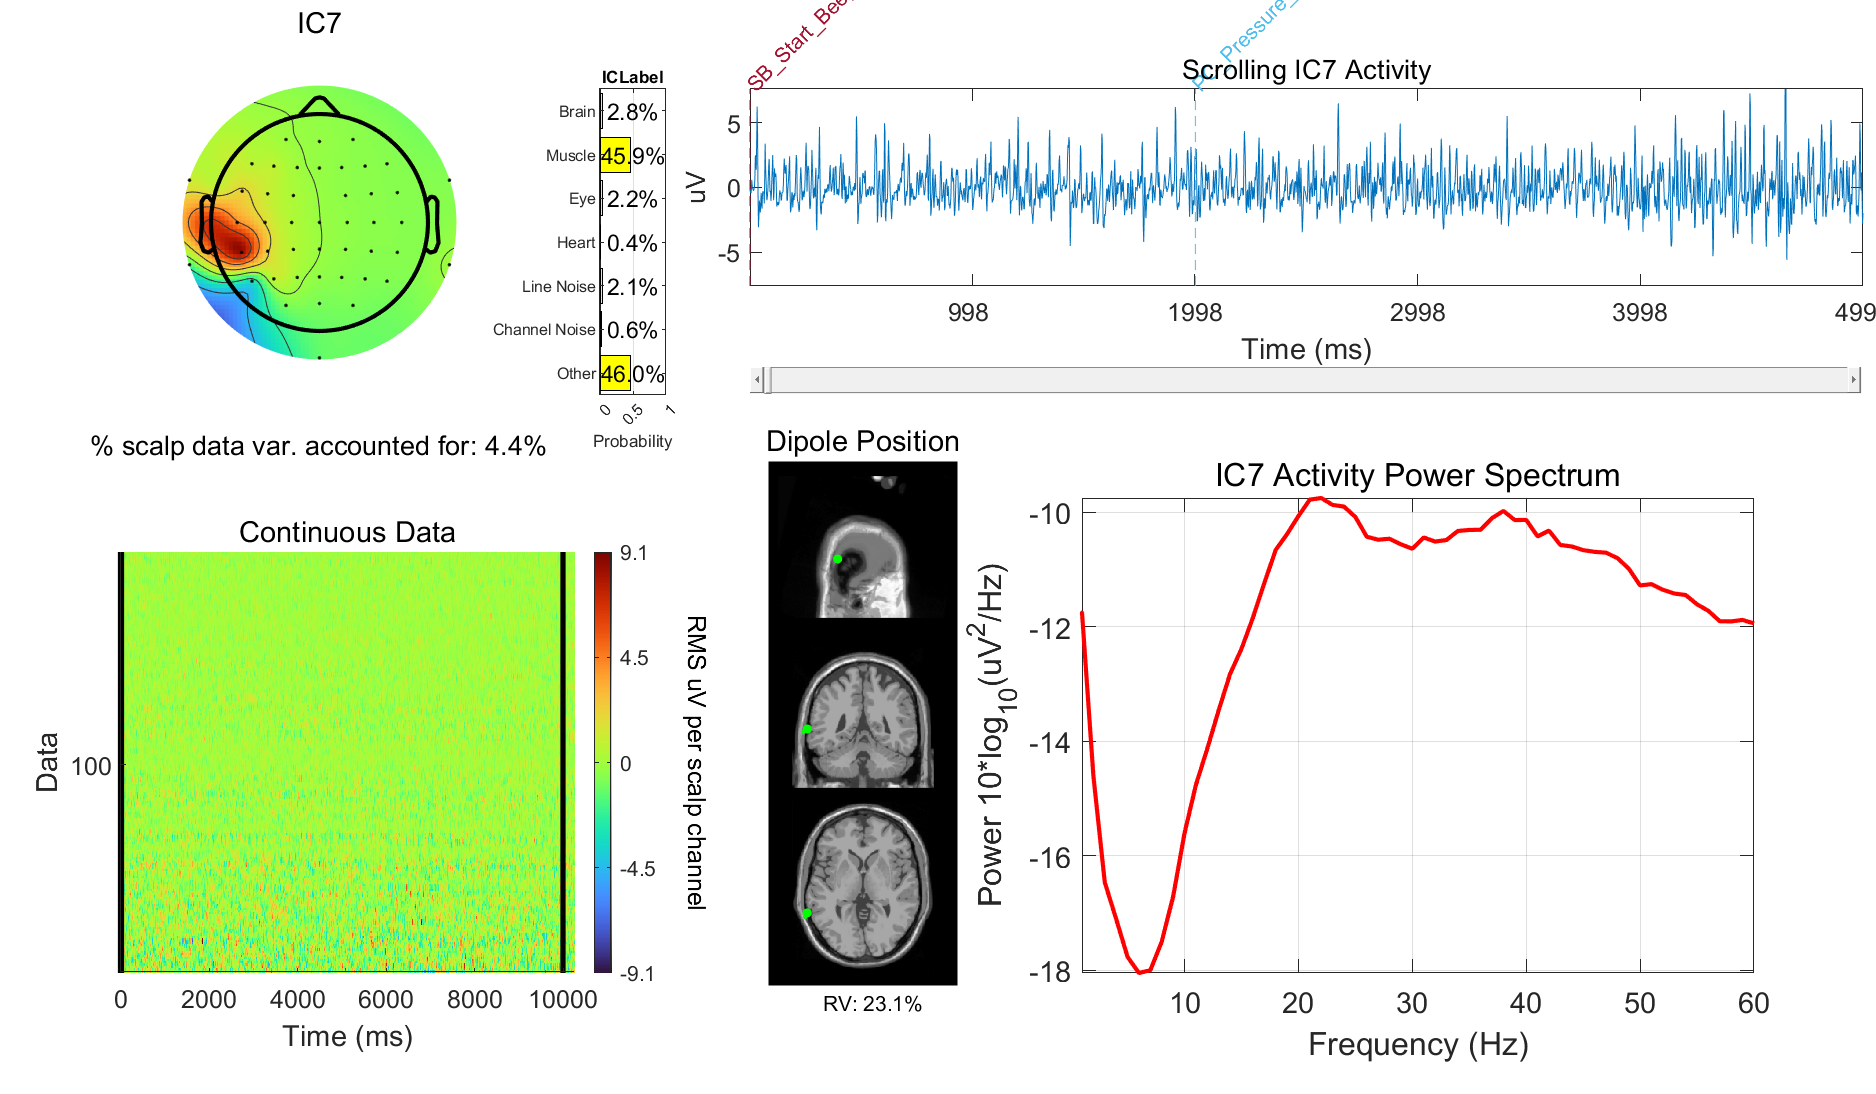 IC7
ICLabel
Brain
2.8%
Muscle
45.9%
Eye
2.2%
Heart
0.4%
Line Noise
2.1%
Channel Noise
0.6%
Other
46.0%
0
0.5
1
Probability
% scalp data var. accounted for: 4.4%
SB_Start_Bee
Pressure_
Scrolling IC7 Activity
uV
5
0
-5
998
1998
2998
3998
499
Time (ms)
Continuous Data
Data
100
0
2000
4000
6000
8000
10000
Time (ms)
9.1
4.5
0
-4.5
-9.1
RMS uV per scalp channel
Dipole Position
RV: 23.1%
IC7 Activity Power Spectrum
Power 10*log10(uV2/Hz)
-10
-12
-14
-16
-18
10
20
30
40
50
60
Frequency (Hz)